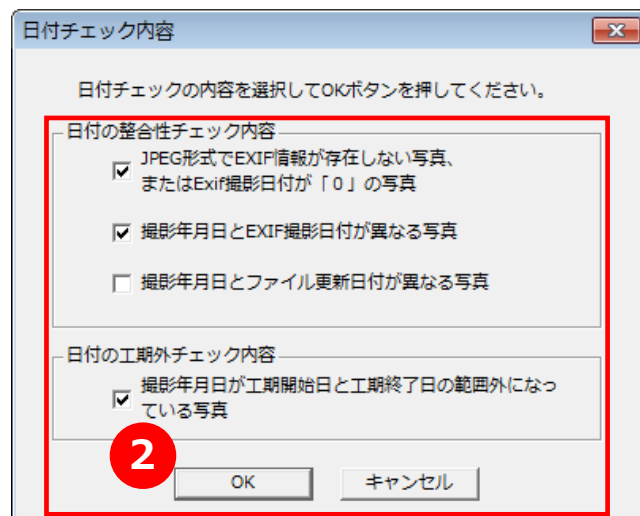 日付チェック内容
日付チェックの内容を選択してOKボタンを押してください。
日付の整合性チェック内容
JPEG形式でEXIF情報が存在しない写真、
またはExif撮影日付が「０」の写真
撮影年月日とEXIF撮影日付が異なる写真
撮影年月日とファイル更新日付が異なる写真
日付の工期外チェック内容
撮影年月日が工期開始日と工期終了日の範囲外になっ
ている写真
2
OK
キャンセル